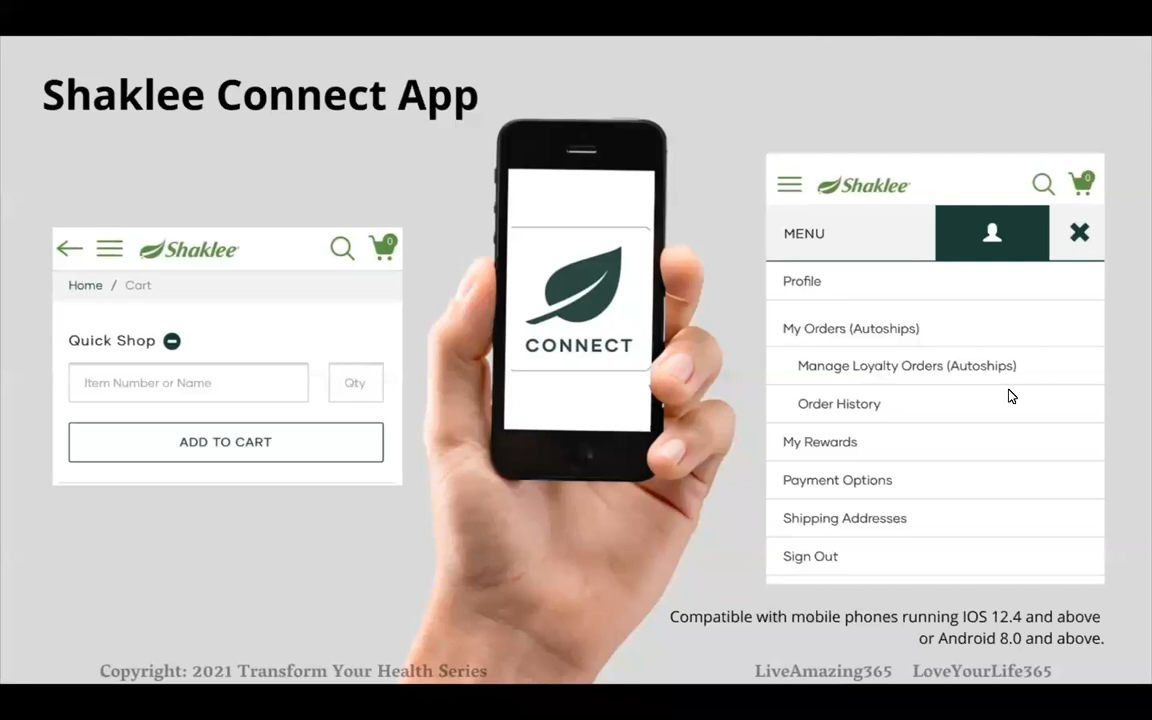 Shaklee Connect App
Shaklee
0
Home / Cart
Quick Shop
Item Number or Name
Qty
ADD TO CART
CONNECT
Shaklee
0
MENU
Profile
My Orders (Autoships)
Manage Loyalty Orders (Autoships)
Order History
My Rewards
Payment Options
Shipping Addresses
Sign Out
Compatible with mobile phones running IOS 12.4 and above
or Android 8.0 and above.
Copyright: 2021 Transform Your Health Series
LiveAmazing365 LoveYourLife365